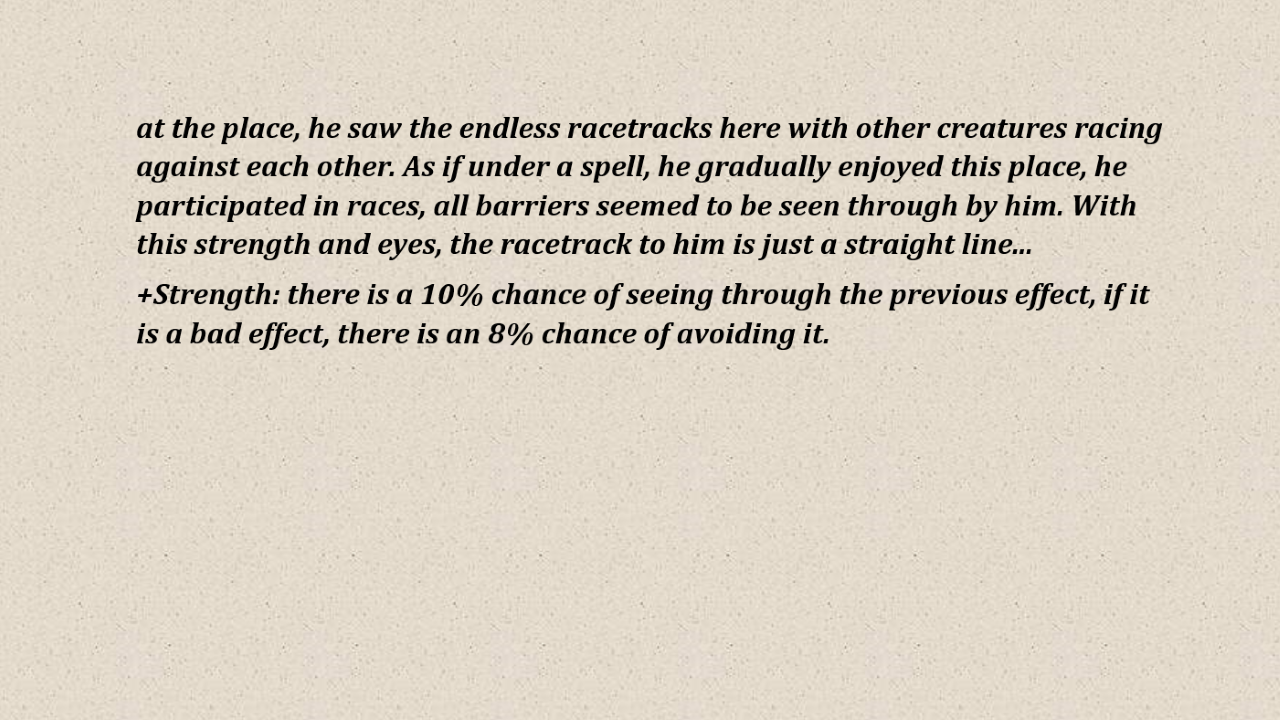 at the place, he saw the endless racetracks here with other creatures racing
against each other. As if under a spell, he gradually enjoyed this place, he
participated in races, all barriers seemed to be seen through by him. With
this strength and eyes, the racetrack to him is just a straight line...
+Strength: there is a 10% chance of seeing through the previous effect, if it
is a bad effect, there is an 8% chance of avoiding it.